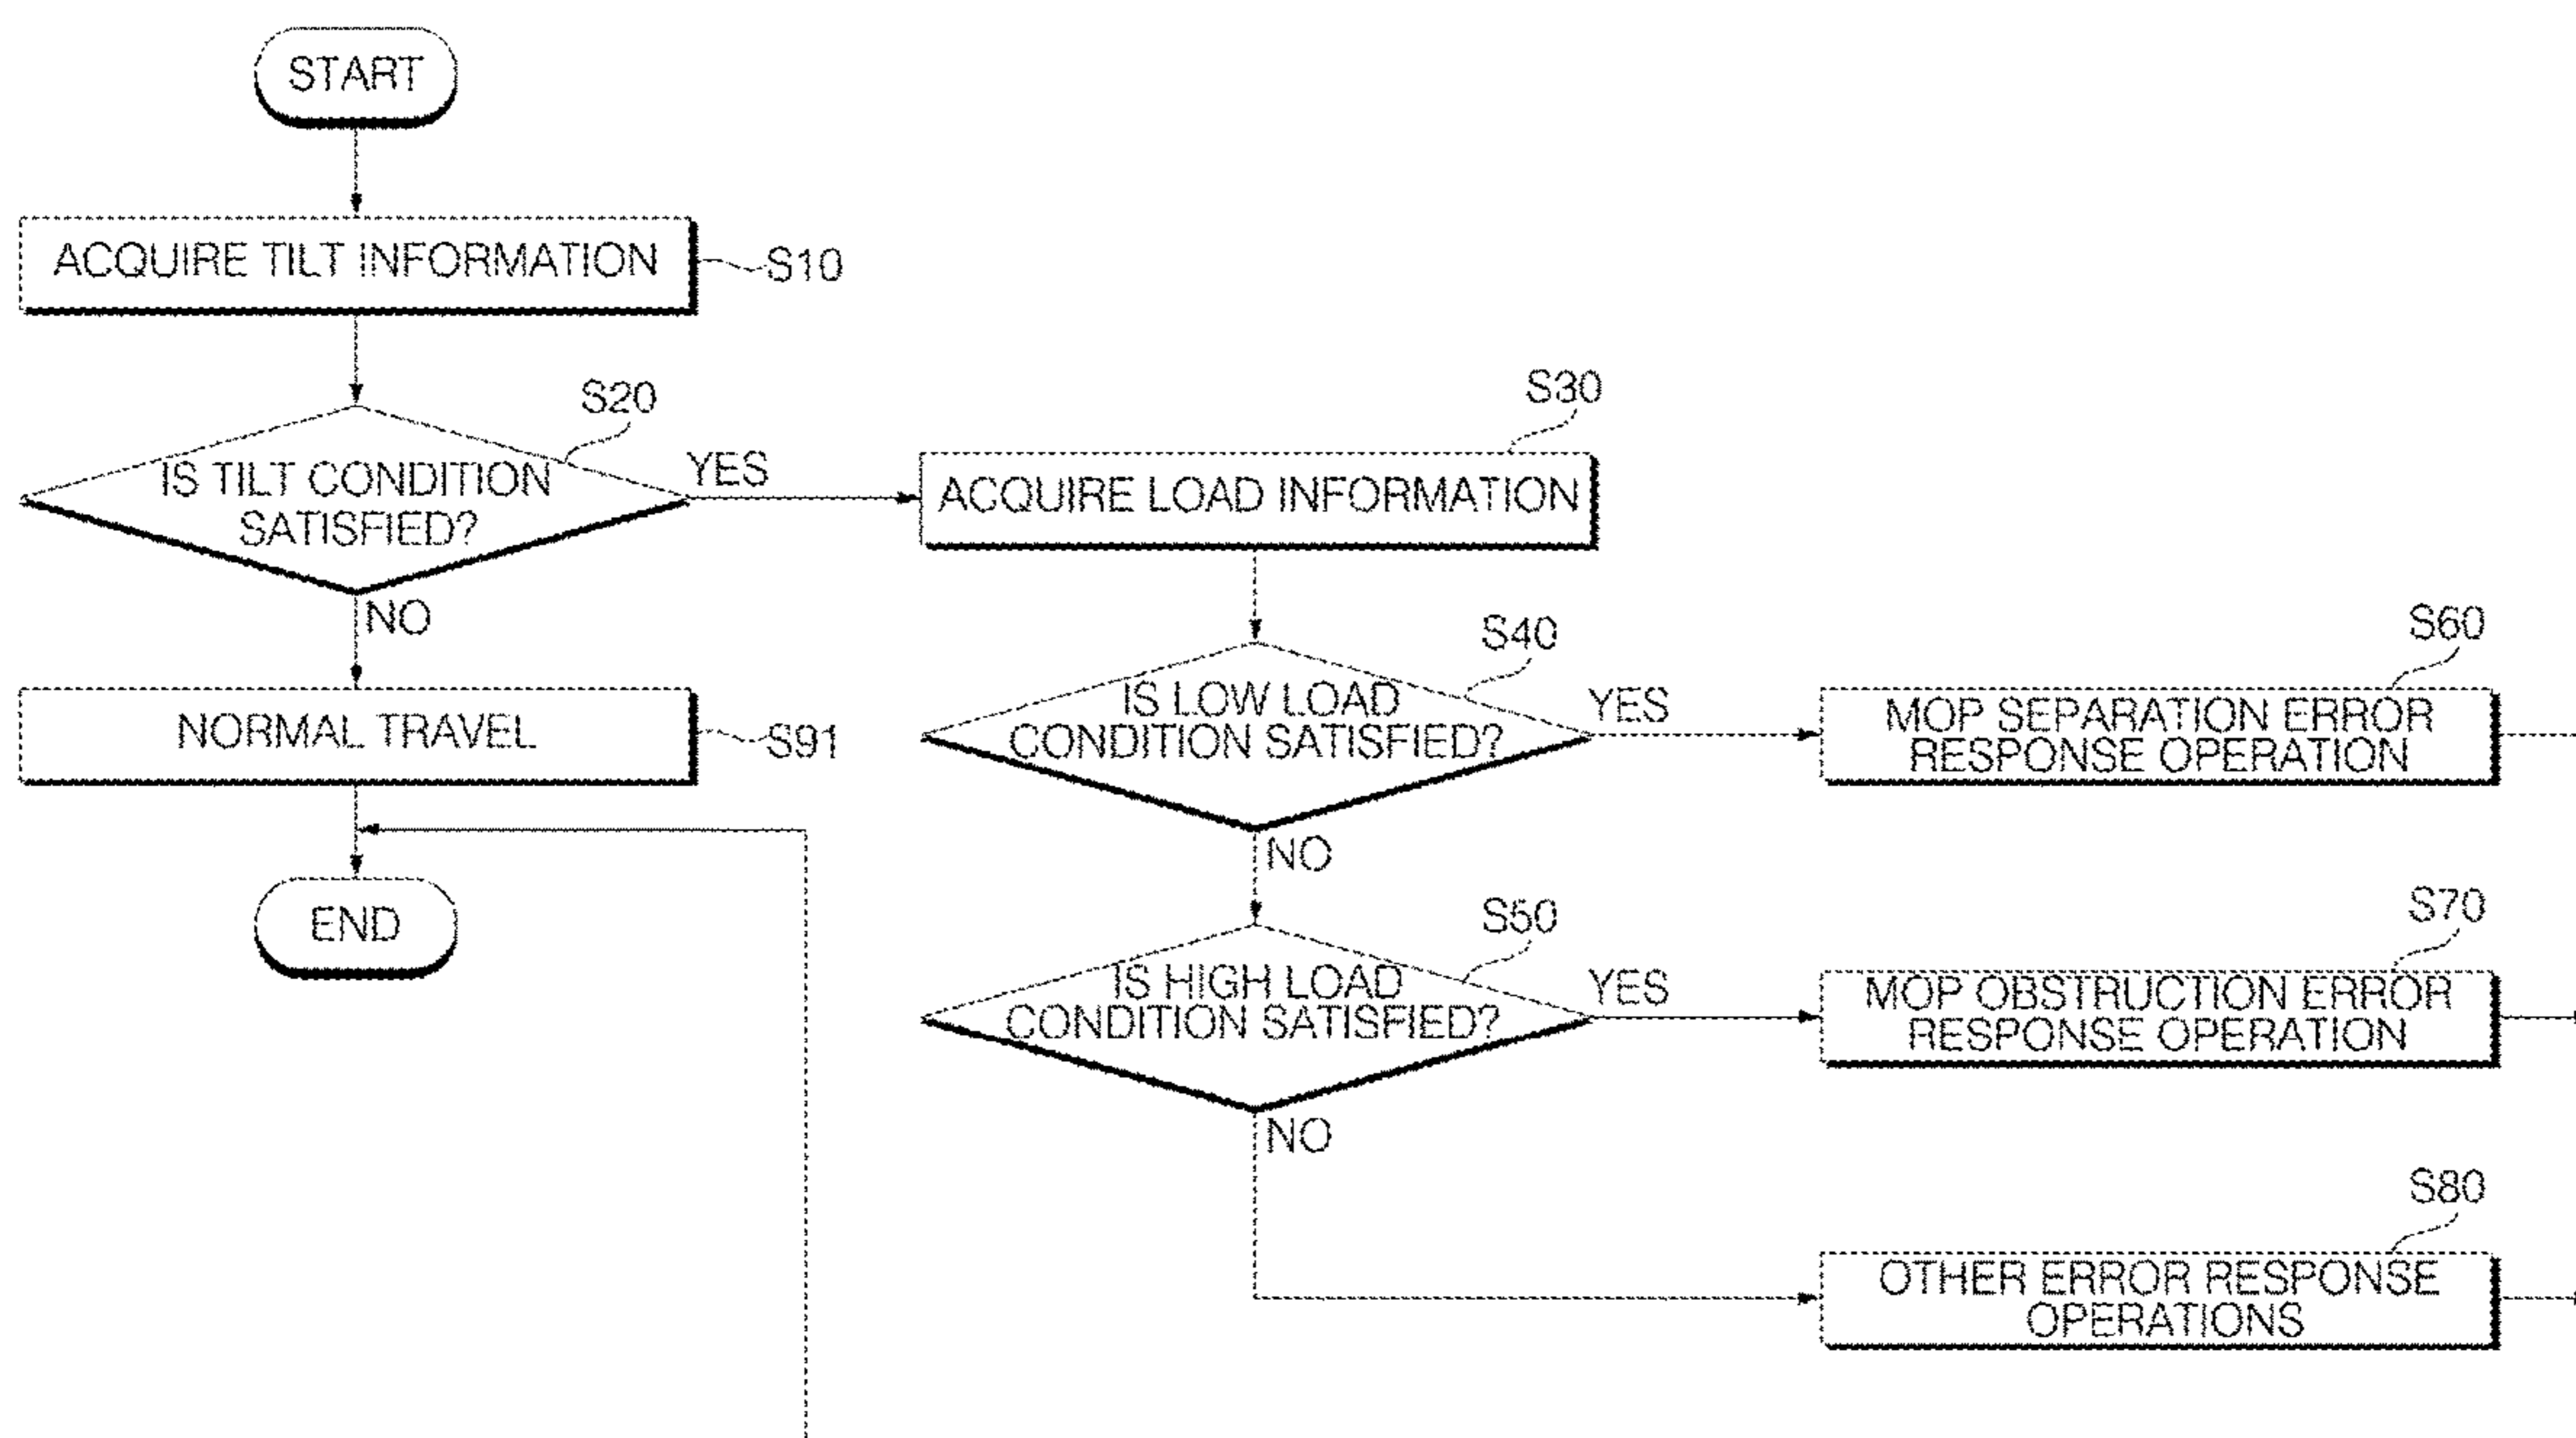 START
ACQUIRE TILT INFORMATION
S10
S20
IS TILT CONDITION
SATISFIED?
YES
NO
NORMAL TRAVEL
S91
END
S30
ACQUIRE LOAD INFORMATION
S40
IS LOW LOAD
CONDITION SATISFIED?
YES
NO
S60
MOP SEPARATION ERROR
RESPONSE OPERATION
S50
IS HIGH LOAD
CONDITION SATISFIED?
YES
NO
S70
MOP OBSTRUCTION ERROR
RESPONSE OPERATION
S80
OTHER ERROR RESPONSE
OPERATIONS